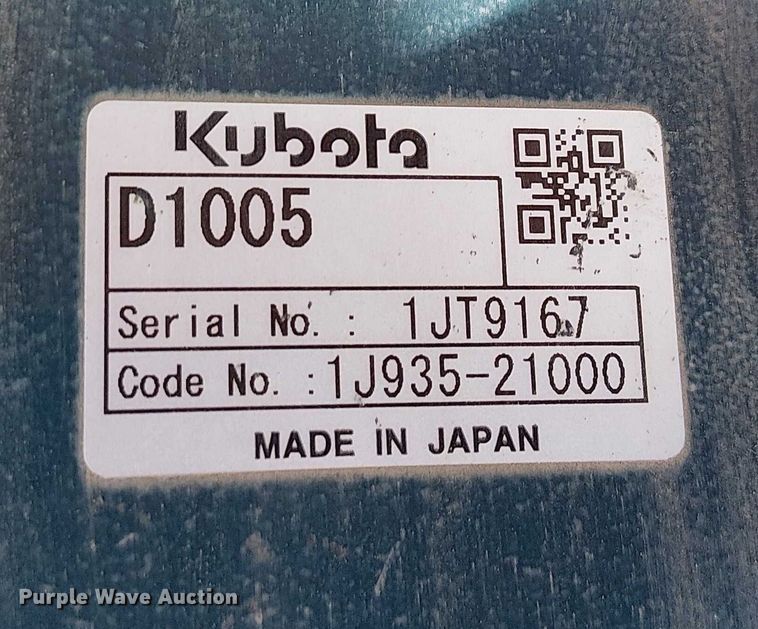 Kubota
D1005
Serial No. : 1JT9167
Code No. :1J935-21000
MADE IN JAPAN
Purple Wave Auction